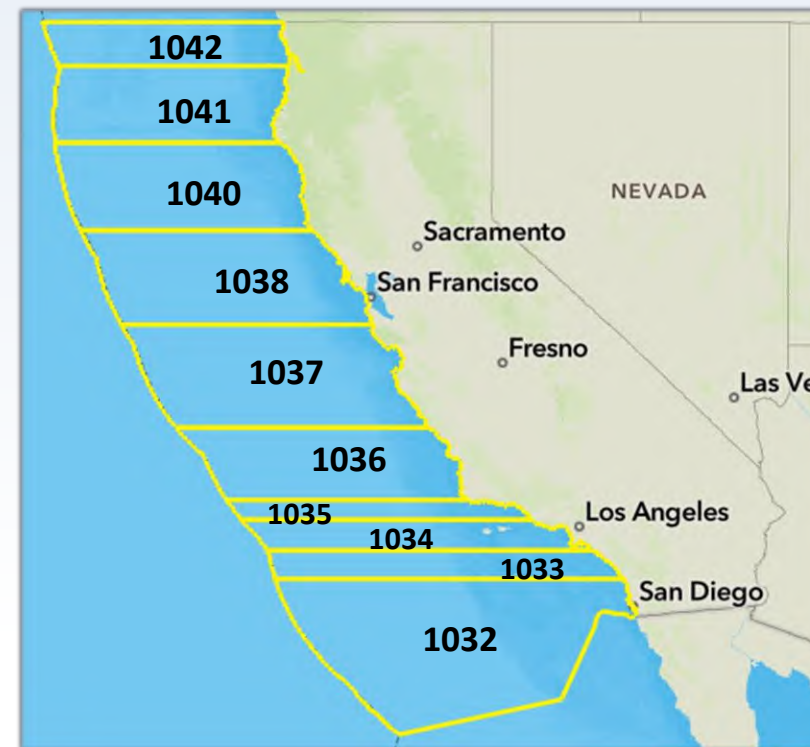 1042
1041
1040
NEVADA
Sacramento
1038
San Francisco
Fresno
1037
Las Ve
1036
1035
Los Angeles
1034
1033
San Diego
1032